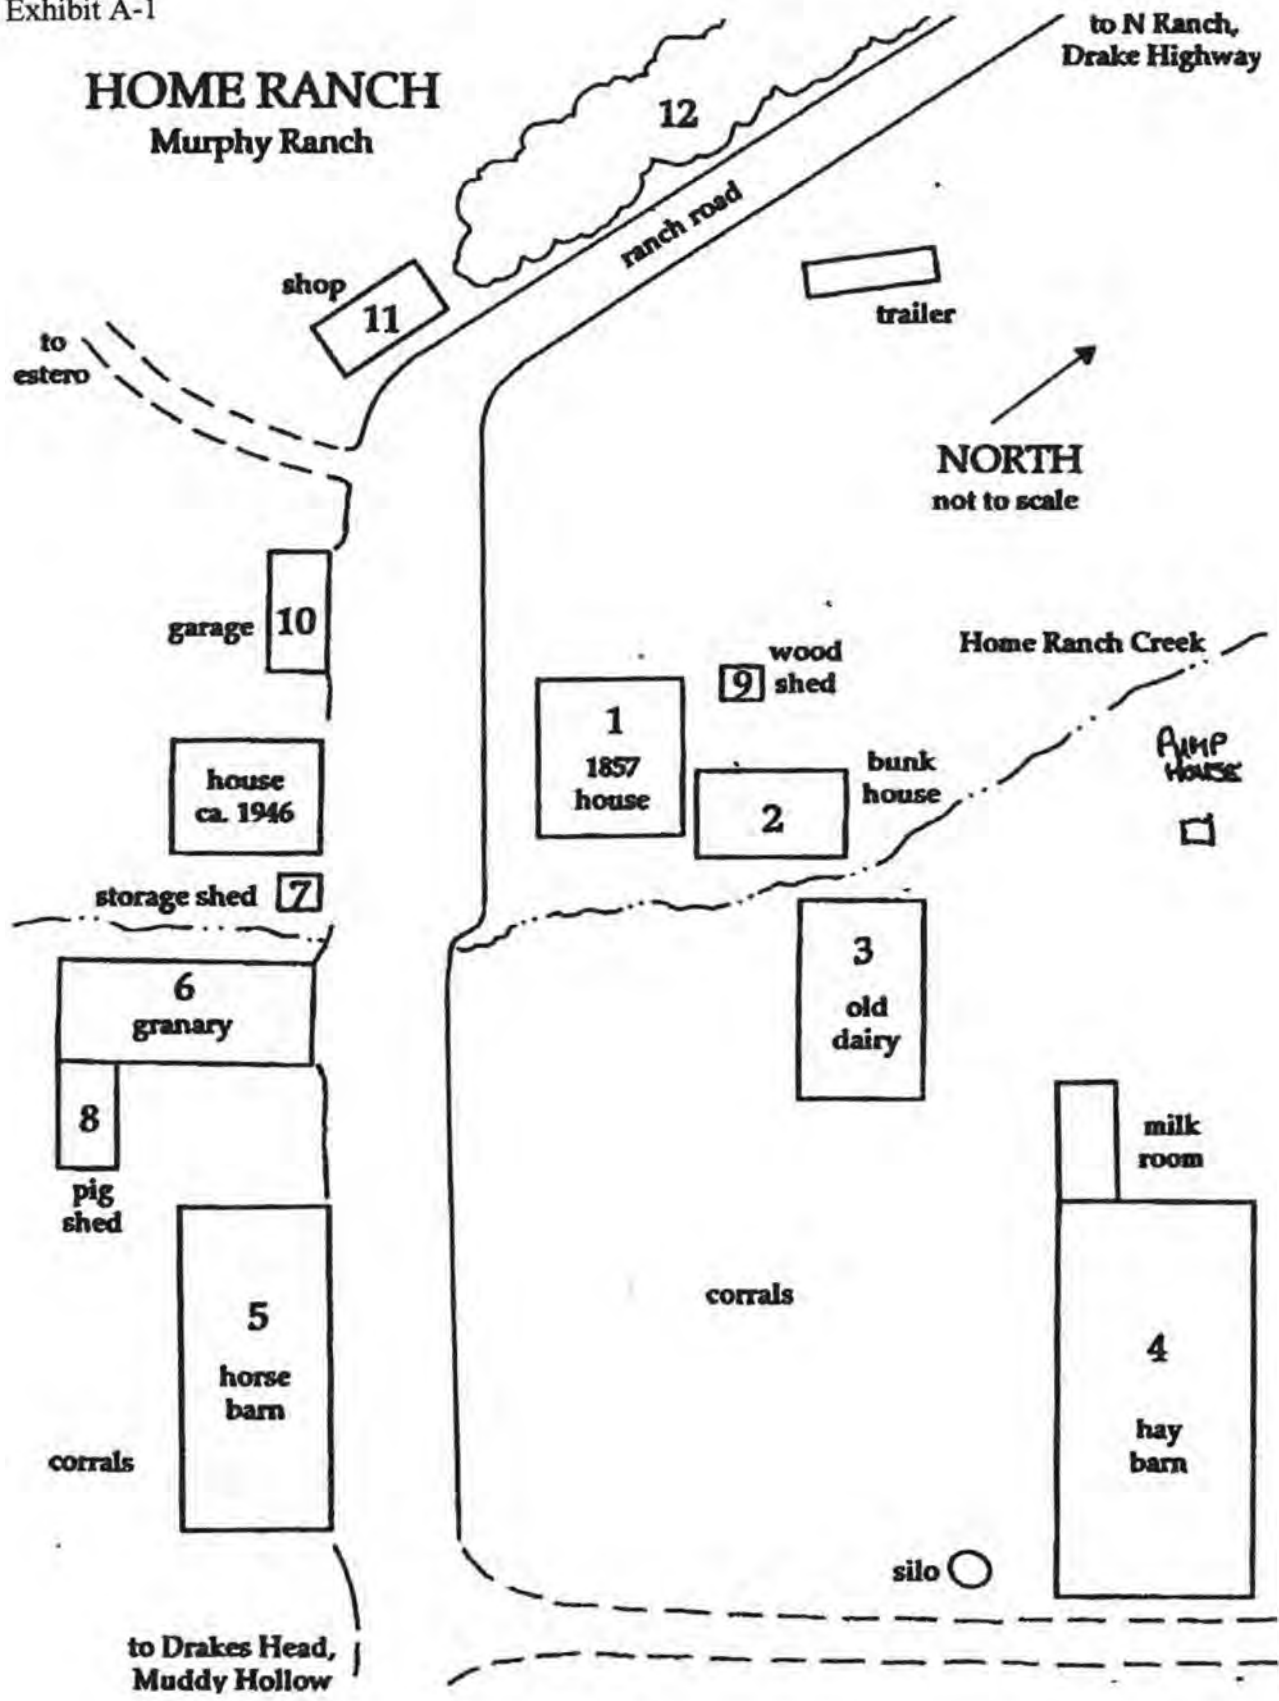 Exhibit A-1
to N Ranch,
Drake Highway
HOME RANCH
Murphy Ranch
12
ranch road
shop
11
trailer
to
estero
NORTH
not to scale
garage
10
Home Ranch Creek
wood
shed
9
1
1857
house
PUMP
HOUSE
bunk
house
2
house
ca. 1946
storage shed
7
3
old
dairy
6
granary
8
pig
shed
milk
room
corrals
5
horse
barn
4
hay
barn
corrals
silo
to Drakes Head,
Muddy Hollow